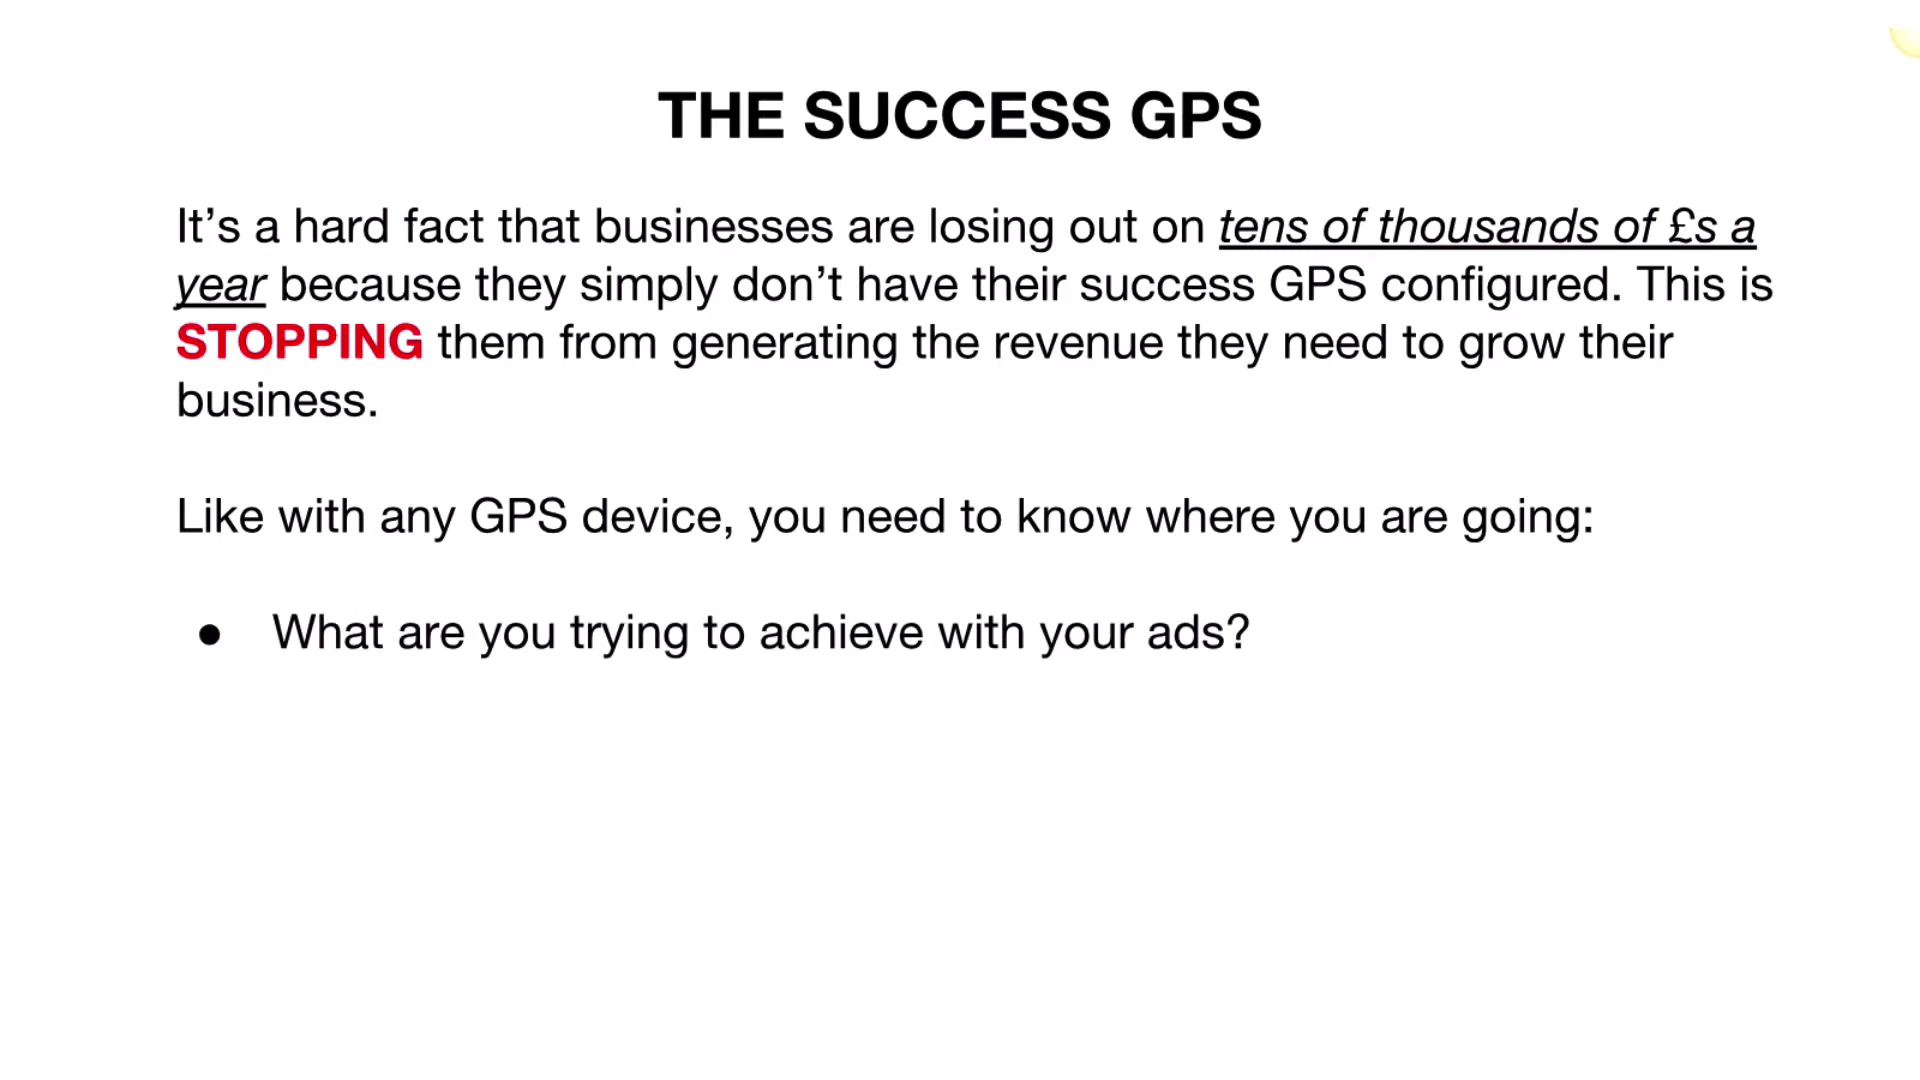 THE SUCCESS GPS
It’s a hard fact that businesses are losing out on tens of thousands of £s a
year because they simply don’t have their success GPS configured. This is
STOPPING them from generating the revenue they need to grow their
business.
Like with any GPS device, you need to know where you are going:
● What are you trying to achieve with your ads?